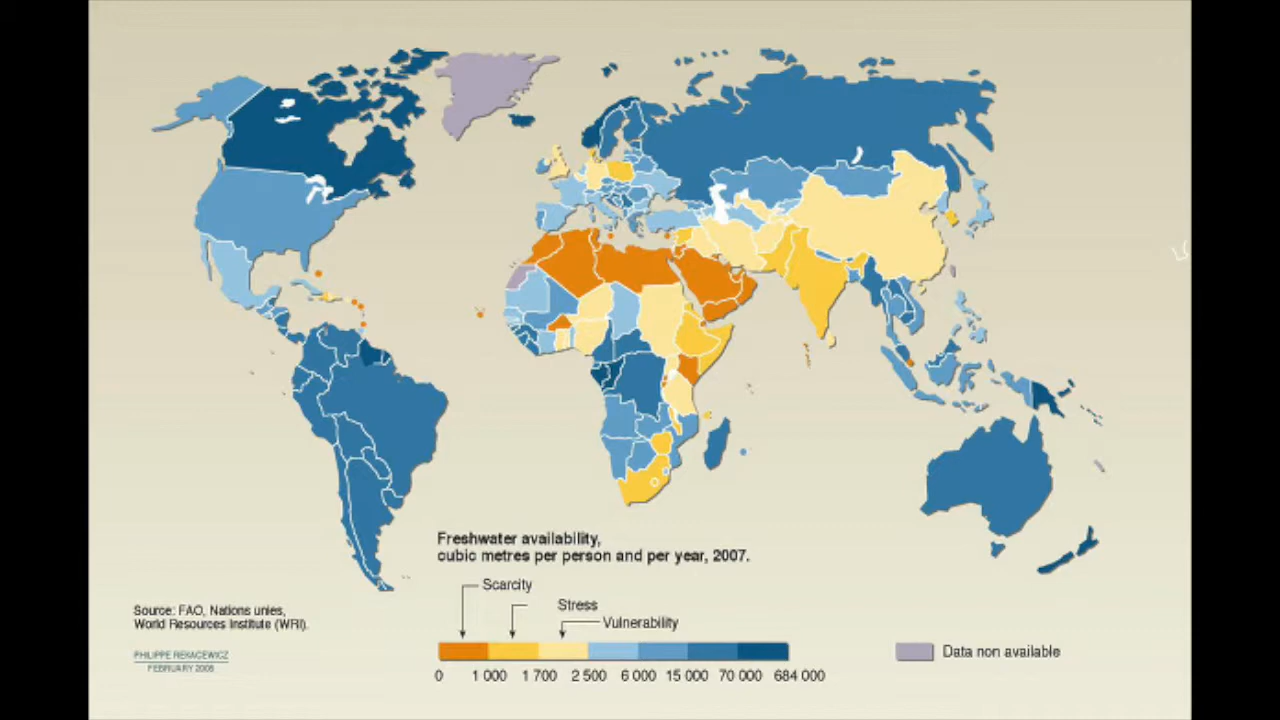 Freshwater availability,
cubic metres per person and per year, 2007.
Scarcity
Stress
Vulnerability
0 1 000 1 700 2 500 6 000 15 000 70 000 684 000
Data non available
Source: FAO, Nations unies,
World Resources Institute (WRI).
PHILIPPE REKACEWICZ
FEBRUARY 2008